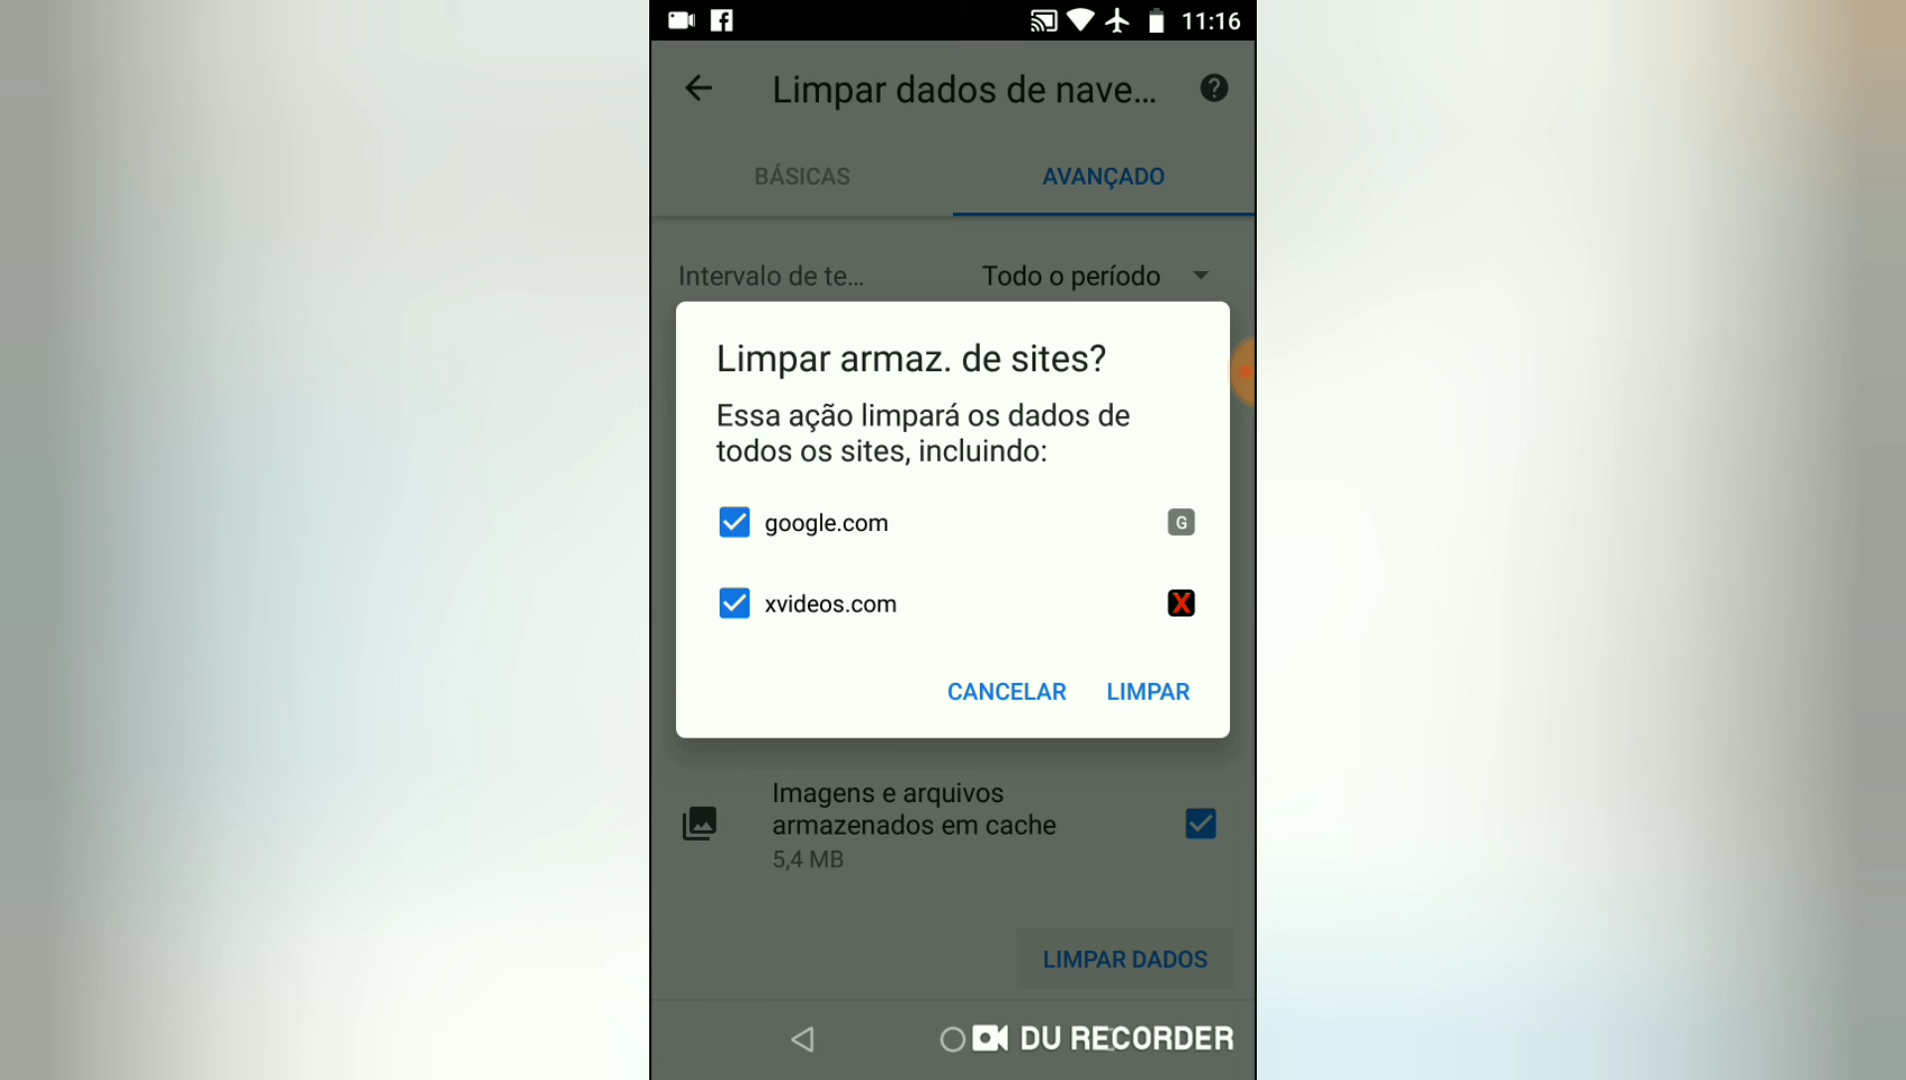 11:16
Limpar dados de nave...
BÁSICAS
AVANÇADO
Intervalo de te...
Todo o período
Limpar armaz. de sites?
Essa ação limpará os dados de
todos os sites, incluindo:
google.com
G
xvideos.com
X
CANCELAR
LIMPAR
Imagens e arquivos
armazenados em cache
5,4 MB
LIMPAR DADOS
DU RECORDER